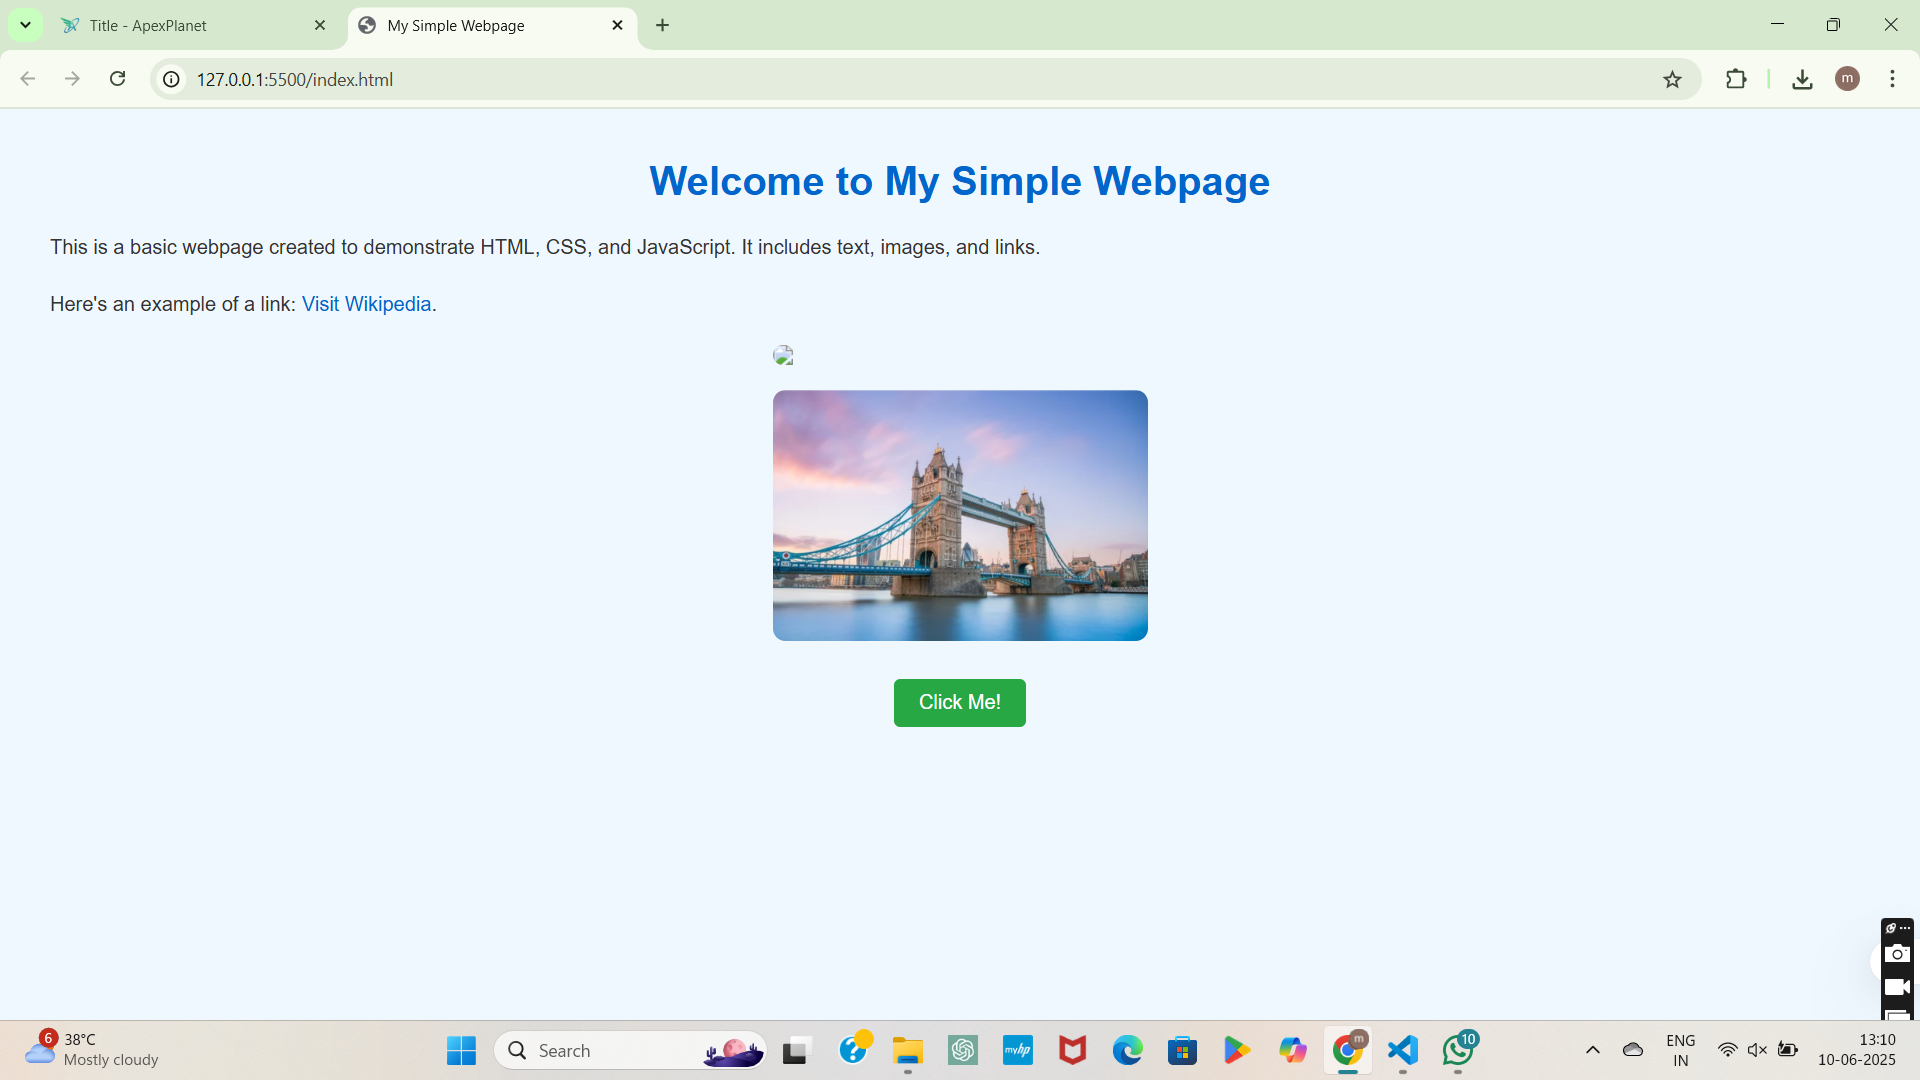 Title - ApexPlanet
My Simple Webpage
127.0.0.1:5500/index.html
m
Welcome to My Simple Webpage
This is a basic webpage created to demonstrate HTML, CSS, and JavaScript. It includes text, images, and links.
Here's an example of a link: Visit Wikipedia.
Click Me!
6
38°C
Mostly cloudy
Search
myhp
m
10
ENG
IN
13:10
10-06-2025